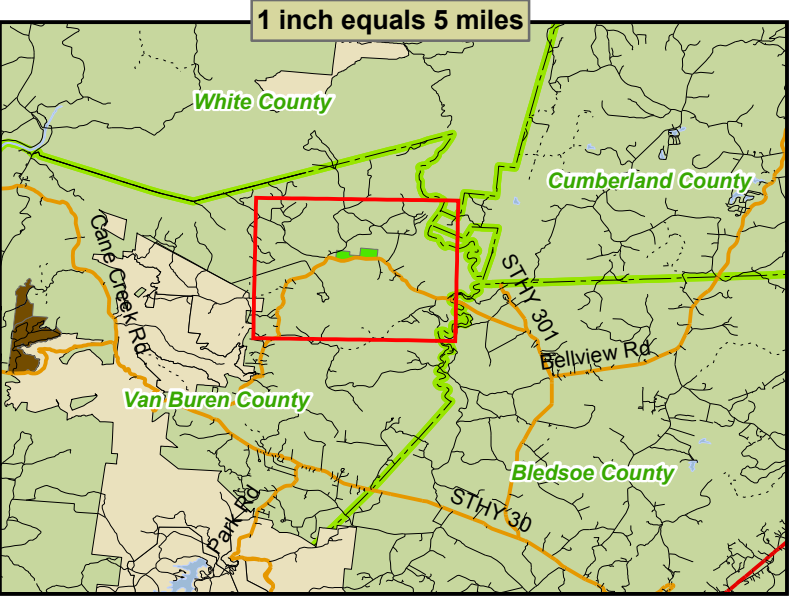 1 inch equals 5 miles
White County
Cumberland County
Cane Creek Rd
STHY 301
Bellview Rd
Van Buren County
Bledsoe County
STHY 30
Park Rd